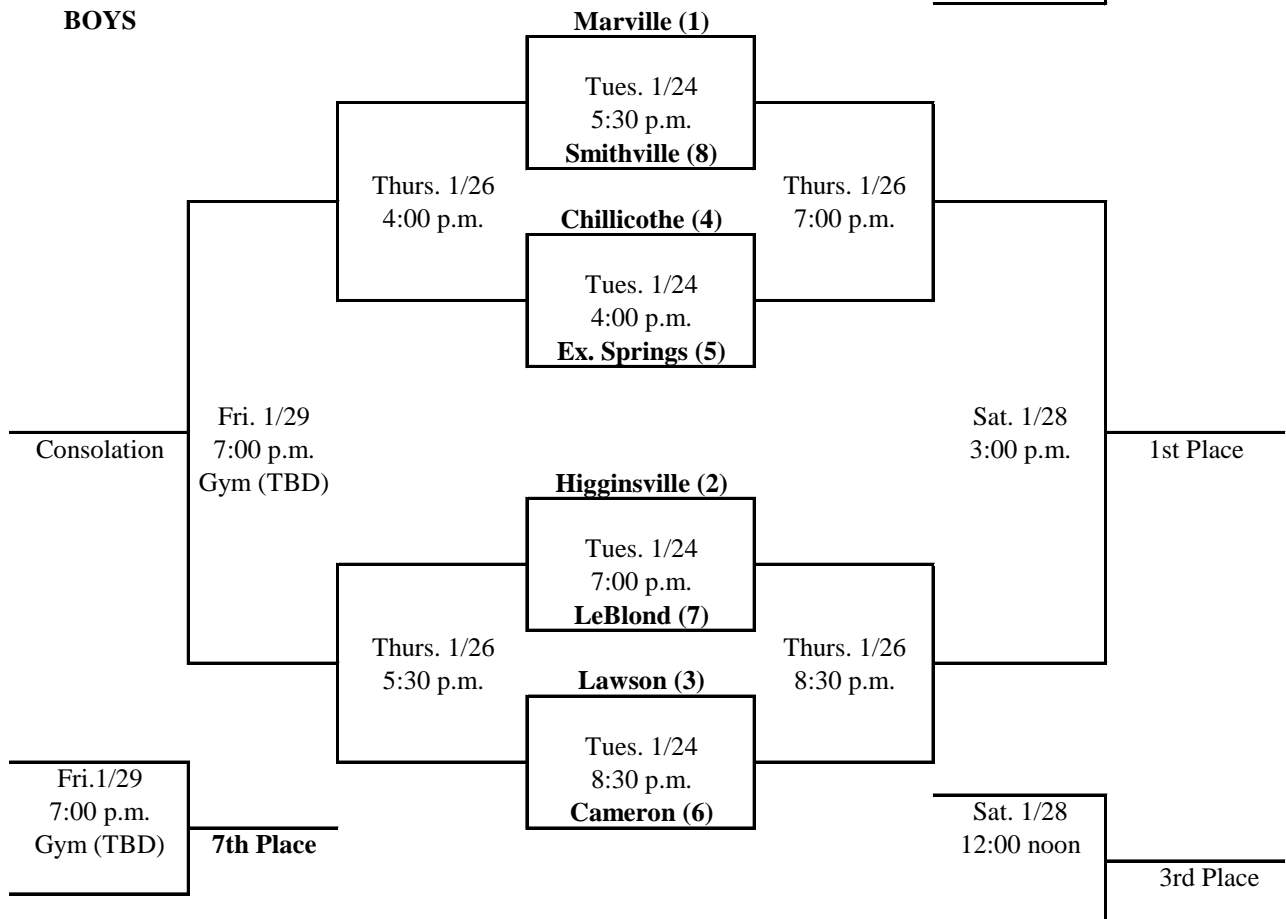 BOYS
Marville (1)
Tues. 1/24
5:30 p.m.
Smithville (8)
Thurs. 1/26
4:00 p.m.
Thurs. 1/26
7:00 p.m.
Chillicothe (4)
Tues. 1/24
4:00 p.m.
Ex. Springs (5)
Consolation
Fri. 1/29
7:00 p.m.
Gym (TBD)
Sat. 1/28
3:00 p.m.
1st Place
Higginsville (2)
Tues. 1/24
7:00 p.m.
LeBlond (7)
Thurs. 1/26
5:30 p.m.
Thurs. 1/26
8:30 p.m.
Lawson (3)
Tues. 1/24
8:30 p.m.
Cameron (6)
Fri.1/29
7:00 p.m.
Gym (TBD)
7th Place
Sat. 1/28
12:00 noon
3rd Place